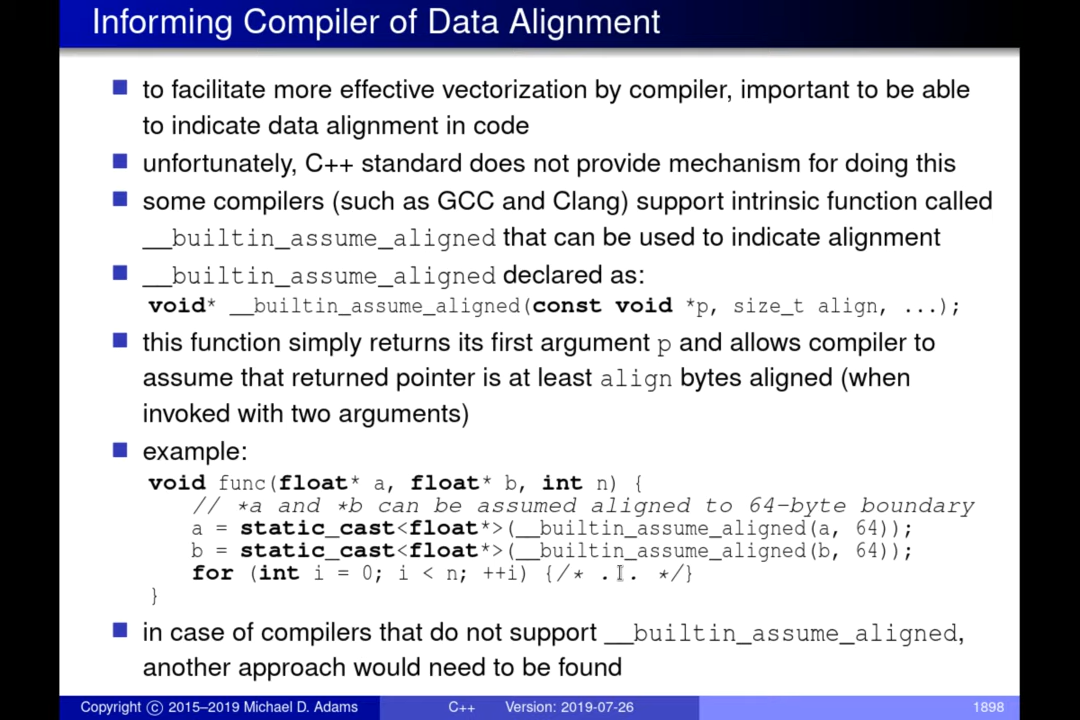 Informing Compiler of Data Alignment
to facilitate more effective vectorization by compiler, important to be able
to indicate data alignment in code
unfortunately, C++ standard does not provide mechanism for doing this
some compilers (such as GCC and Clang) support intrinsic function called
__builtin_assume_aligned that can be used to indicate alignment
__builtin_assume_aligned declared as:
void* __builtin_assume_aligned(const void *p, size_t align, ...);
this function simply returns its first argument p and allows compiler to
assume that returned pointer is at least align bytes aligned (when
invoked with two arguments)
example:
void func(float* a, float* b, int n) {
// *a and *b can be assumed aligned to 64-byte boundary
a = static_cast<float*>(__builtin_assume_aligned(a, 64));
b = static_cast<float*>(__builtin_assume_aligned(b, 64));
for (int i = 0; i < n; ++i) {/* ... */}
}
in case of compilers that do not support __builtin_assume_aligned,
another approach would need to be found
Copyright © 2015–2019 Michael D. Adams C++ Version: 2019-07-26 1898